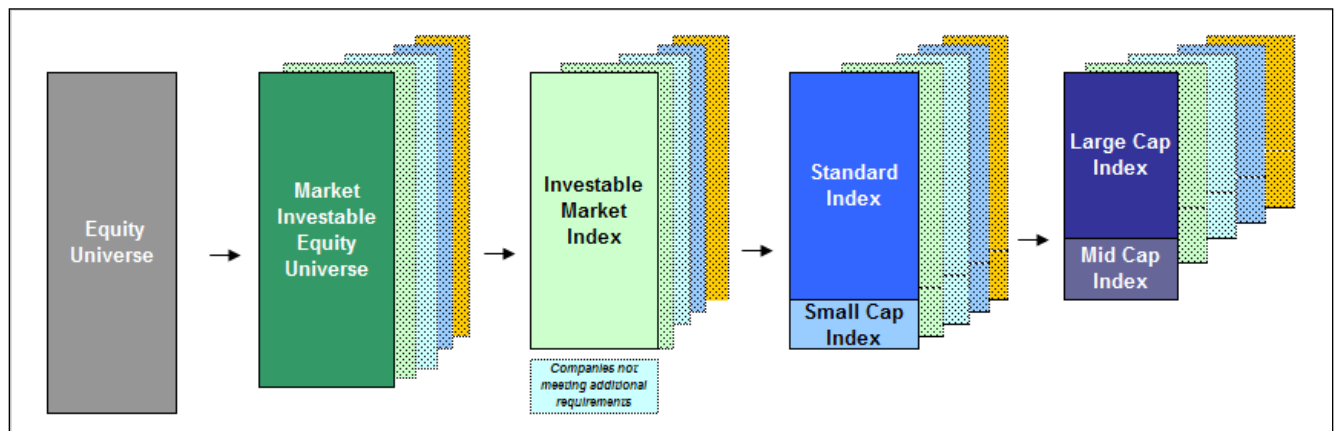 Equity
Universe
Market
Investable
Equity
Universe
Investable
Market
Index
Companies not
meeting additional
requirements
Standard
Index
Small Cap
Index
Large Cap
Index
Mid Cap
Index